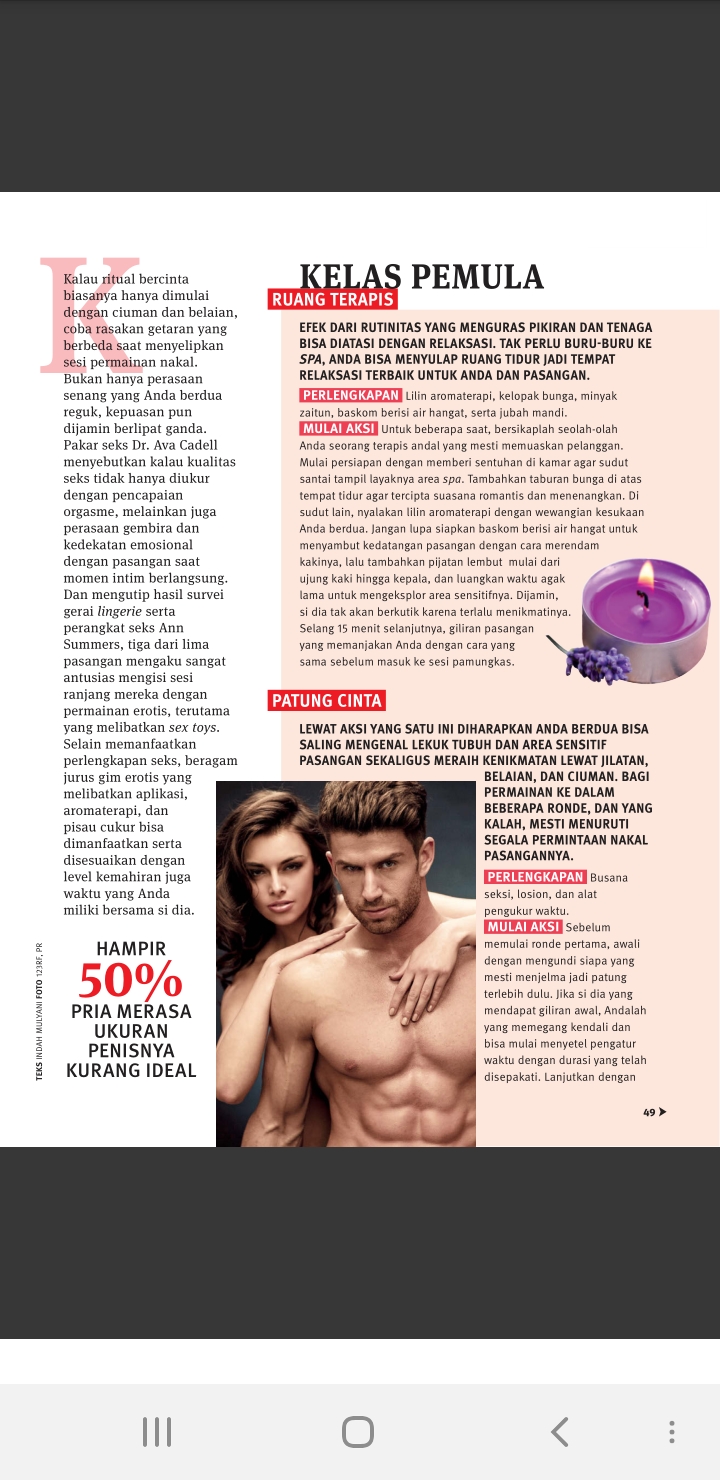 Kalau ritual bercinta
biasanya hanya dimulai
dengan ciuman dan belaian,
coba rasakan getaran yang
berbeda saat menyelipkan
sesi permainan nakal.
Bukan hanya perasaan
senang yang Anda berdua
reguk, kepuasan pun
dijamin berlipat ganda.
Pakar seks Dr. Ava Cadell
menyebutkan kalau kualitas
seks tidak hanya diukur
dengan pencapaian
orgasme, melainkan juga
perasaan gembira dan
kedekatan emosional
dengan pasangan saat
momen intim berlangsung.
Dan mengutip hasil survei
gerai lingerie serta
perangkat seks Ann
Summers, tiga dari lima
pasangan mengaku sangat
antusias mengisi sesi
ranjang mereka dengan
permainan erotis, terutama
yang melibatkan sex toys.
Selain memanfaatkan
perlengkapan seks, beragam
jurus gim erotis yang
melibatkan aplikasi,
aromaterapi, dan
pisau cukur bisa
dimanfaatkan serta
disesuaikan dengan
level kemahiran juga
waktu yang Anda
miliki bersama si dia.
HAMPIR
50%
PRIA MERASA
UKURAN
PENISNYA
KURANG IDEAL
TEKS INDAH MULYANI FOTO 123RF, PR
KELAS PEMULA
RUANG TERAPIS
EFEK DARI RUTINITAS YANG MENGURAS PIKIRAN DAN TENAGA
BISA DIATASI DENGAN RELAKSASI. TAK PERLU BURU-BURU KE
SPA, ANDA BISA MENYULAP RUANG TIDUR JADI TEMPAT
RELAKSASI TERBAIK UNTUK ANDA DAN PASANGAN.
PERLENGKAPAN Lilin aromaterapi, kelopak bunga, minyak
zaitun, baskom berisi air hangat, serta jubah mandi.
MULAI AKSI Untuk beberapa saat, bersikaplah seolah-olah
Anda seorang terapis andal yang mesti memuaskan pelanggan.
Mulai persiapan dengan memberi sentuhan di kamar agar sudut
santai tampil layaknya area spa. Tambahkan taburan bunga di atas
tempat tidur agar tercipta suasana romantis dan menenangkan. Di
sudut lain, nyalakan lilin aromaterapi dengan wewangian kesukaan
Anda berdua. Jangan lupa siapkan baskom berisi air hangat untuk
menyambut kedatangan pasangan dengan cara merendam
kakinya, lalu tambahkan pijatan lembut mulai dari
ujung kaki hingga kepala, dan luangkan waktu agak
lama untuk mengeksplor area sensitifnya. Dijamin,
si dia tak akan berkutik karena terlalu menikmatinya.
Selang 15 menit selanjutnya, giliran pasangan
yang memanjakan Anda dengan cara yang
sama sebelum masuk ke sesi pamungkas.
PATUNG CINTA
LEWAT AKSI YANG SATU INI DIHARAPKAN ANDA BERDUA BISA
SALING MENGENAL LEKUK TUBUH DAN AREA SENSITIF
PASANGAN SEKALIGUS MERAIH KENIKMATAN LEWAT JILATAN,
BELAIAN, DAN CIUMAN. BAGI
PERMAINAN KE DALAM
BEBERAPA RONDE, DAN YANG
KALAH, MESTI MENURUTI
SEGALA PERMINTAAN NAKAL
PASANGANNYA.
PERLENGKAPAN Busana
seksi, losion, dan alat
pengukur waktu.
MULAI AKSI Sebelum
memulai ronde pertama, awali
dengan mengundi siapa yang
mesti menjelma jadi patung
terlebih dulu. Jika si dia yang
mendapat giliran awal, Andalah
yang memegang kendali dan
bisa mulai menyetel pengatur
waktu dengan durasi yang telah
disepakati. Lanjutkan dengan
49